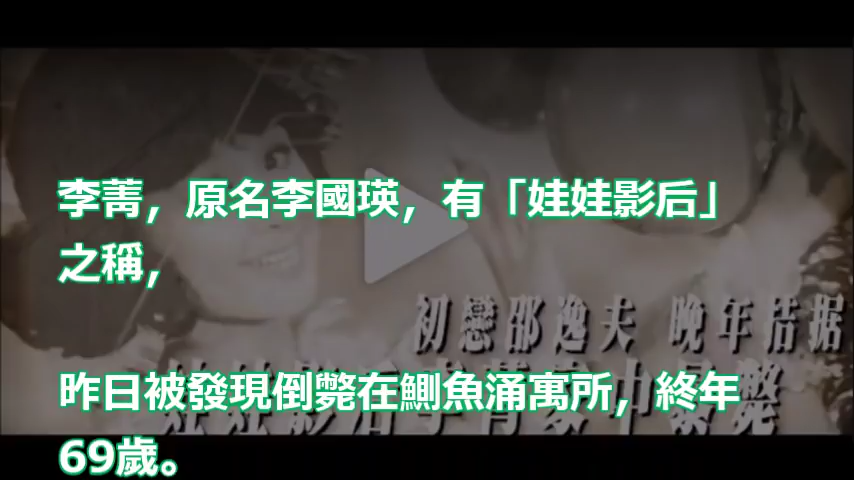 李菁，原名李國瑛，有「娃娃影后」
之稱，
初戀邵逸夫 晚年拮据
昨日被發現倒斃在鰂魚涌寓所，終年
69歲。